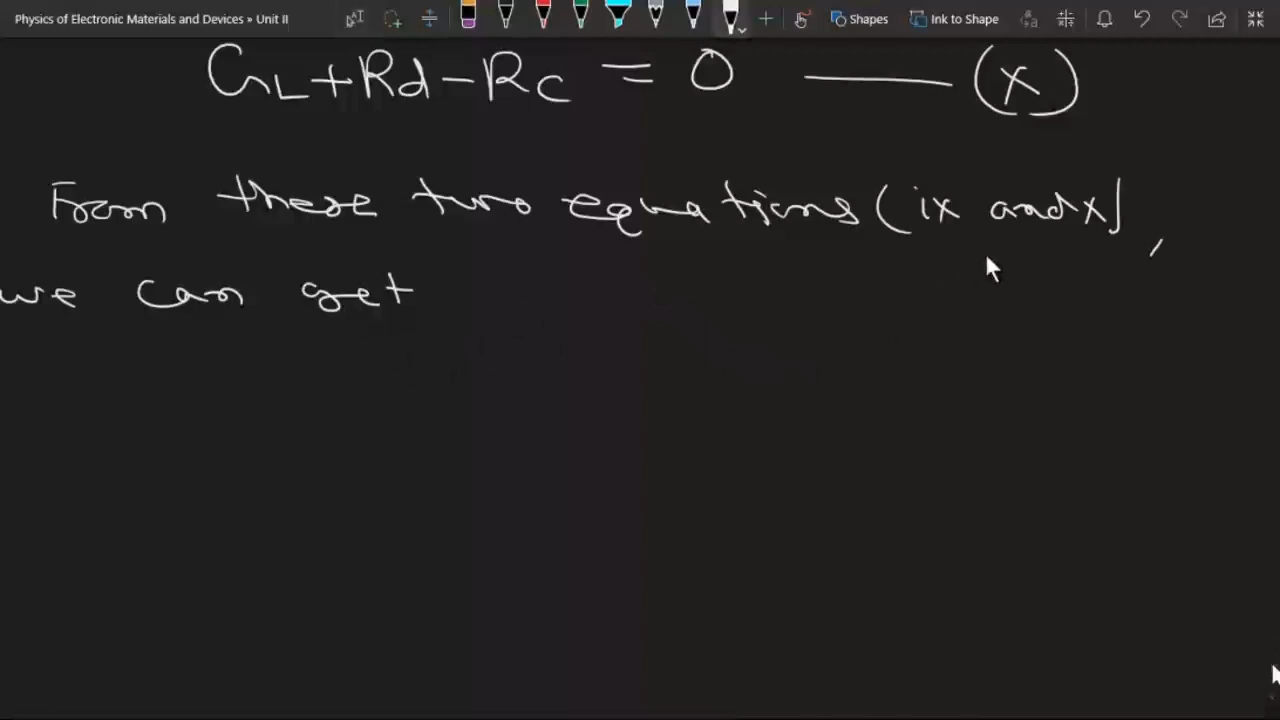 Physics of Electronic Materials and Devices » Unit II
Shapes
Ink to Shape
GL+Rd-Rc = 0 —— (x)
From these two equations (ix and x),
we can get